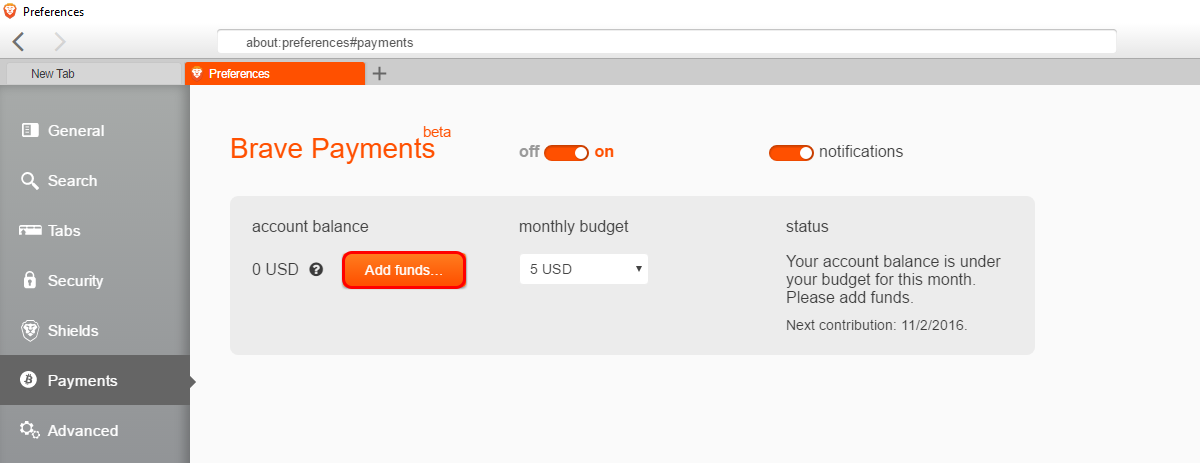 Preferences
about:preferences#payments
New Tab
Preferences
General
Search
Tabs
Security
Shields
Payments
Advanced
Brave Payments beta
off on
notifications
account balance
0 USD
Add funds...
monthly budget
5 USD
status
Your account balance is under
your budget for this month.
Please add funds.
Next contribution: 11/2/2016.